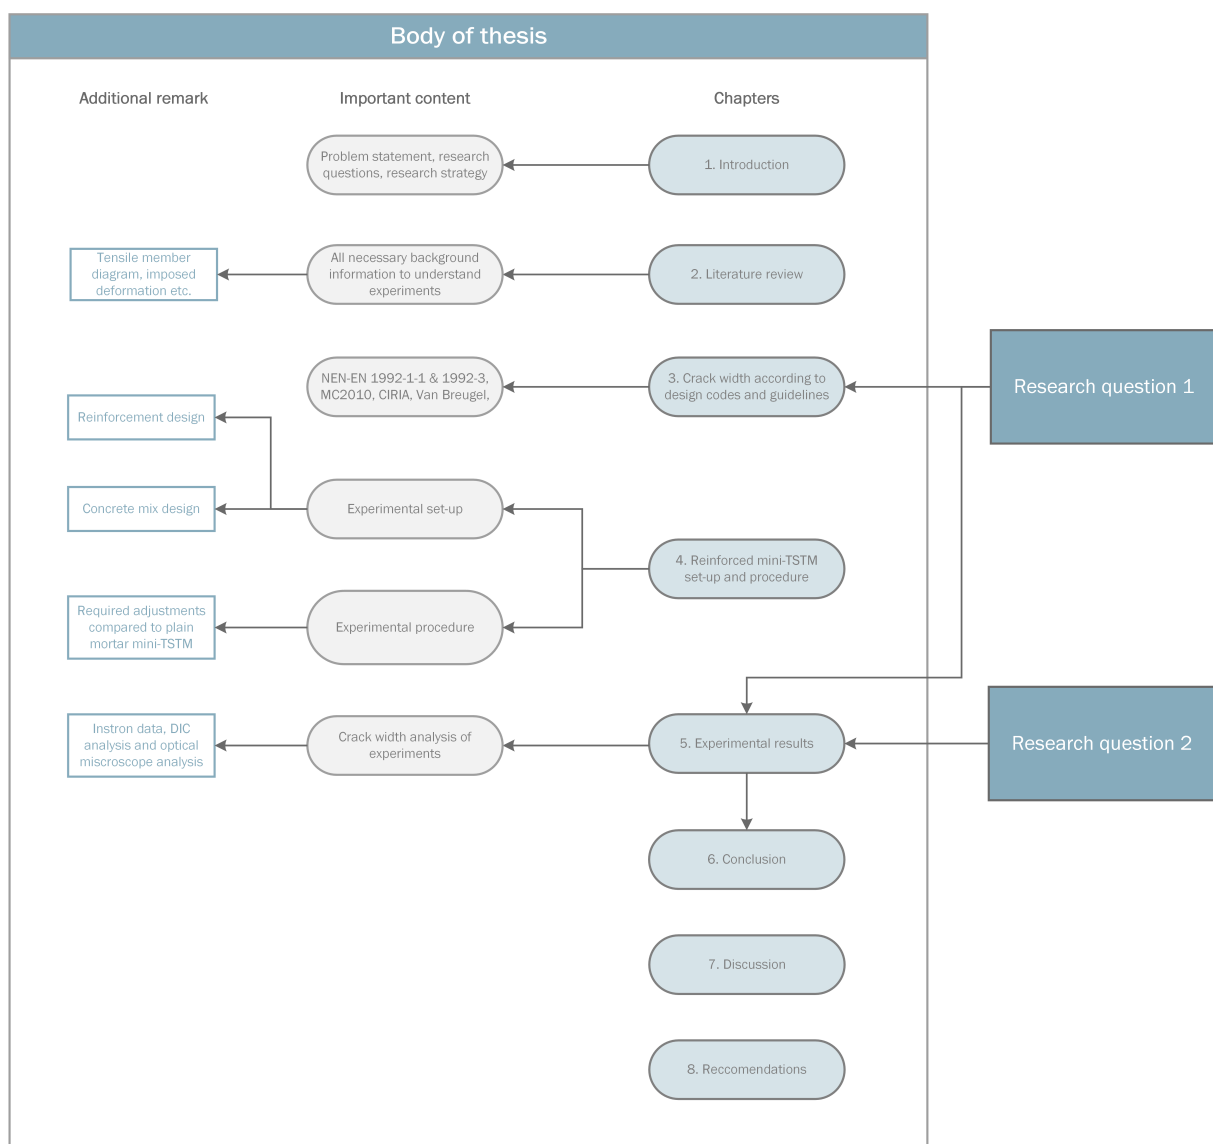 Body of thesis
Additional remark
Important content
Chapters
Problem statement, research
questions, research strategy
1. Introduction
Tensile member
diagram, imposed
deformation etc.
All necessary background
information to understand
experiments
2. Literature review
NEN-EN 1992-1-1 & 1992-3,
MC2010, CIRIA, Van Breugel,
3. Crack width according to
design codes and guidelines
Research question 1
Reinforcement design
Concrete mix design
Experimental set-up
4. Reinforced mini-TSTM
set-up and procedure
Required adjustments
compared to plain
mortar mini-TSTM
Experimental procedure
Instron data, DIC
analysis and optical
miscroscope analysis
Crack width analysis of
experiments
5. Experimental results
Research question 2
6. Conclusion
7. Discussion
8. Reccomendations